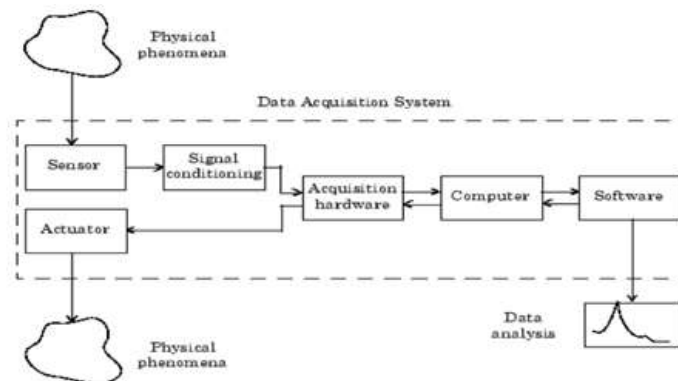 Physical
phenomena
Data Acquisition System
Sensor
Signal
conditioning
Acquisition
hardware
Computer
Software
Actuator
Data
analysis
Physical
phenomena